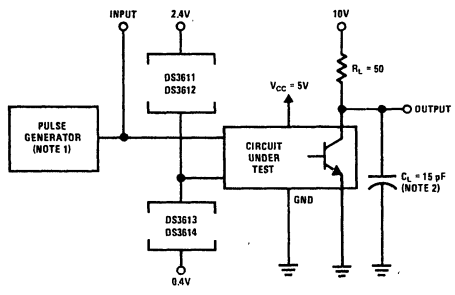 INPUT
2.4V
10V
DS3611
DS3612
R_L = 50
V_CC = 5V
OUTPUT
PULSE
GENERATOR
(NOTE 1)
CIRCUIT
UNDER
TEST
C_L = 15 pF
(NOTE 2)
GND
DS3613
DS3614
0.4V